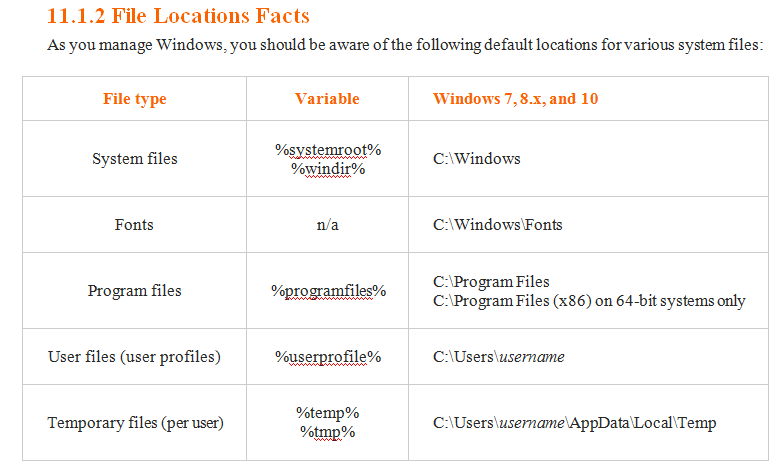 11.1.2 File Locations Facts
As you manage Windows, you should be aware of the following default locations for various system files:
File type
Variable
Windows 7, 8.x, and 10
System files
%systemroot%
%windir%
C:\Windows
Fonts
n/a
C:\Windows\Fonts
Program files
%programfiles%
C:\Program Files
C:\Program Files (x86) on 64-bit systems only
User files (user profiles)
%userprofile%
C:\Users\username
Temporary files (per user)
%temp%
%tmp%
C:\Users\username\AppData\Local\Temp